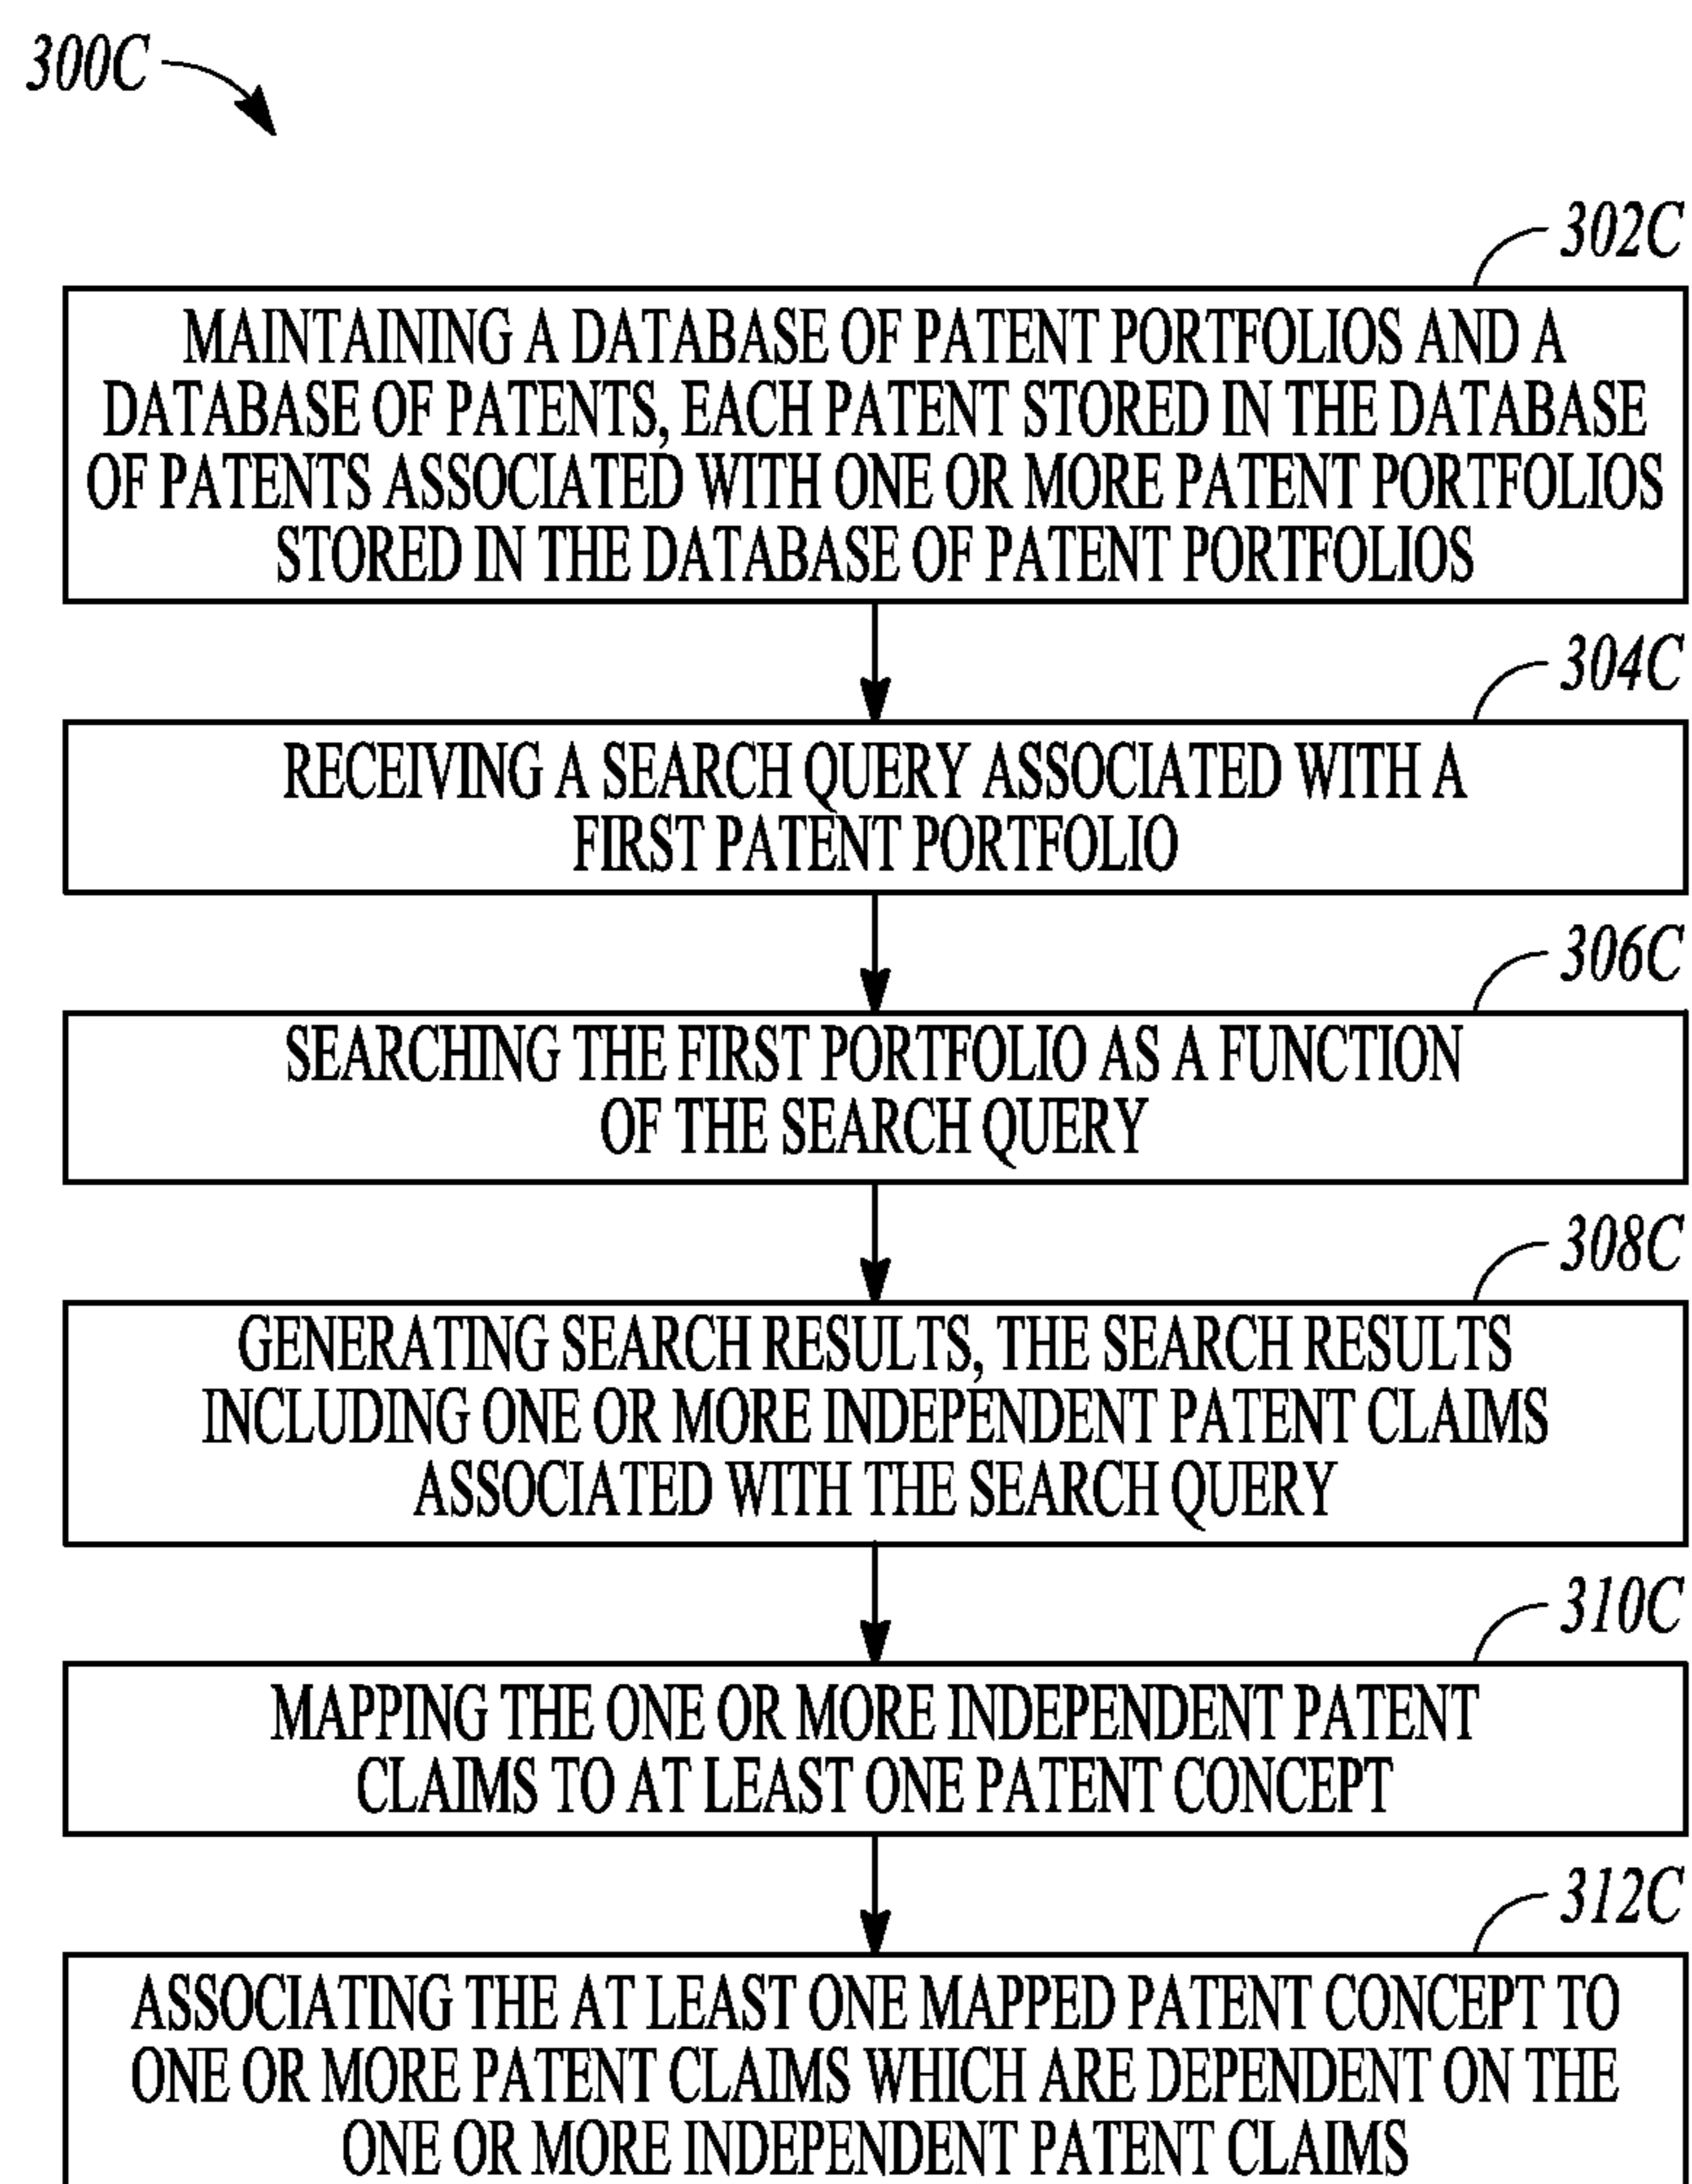 300C
302C
MAINTAINING A DATABASE OF PATENT PORTFOLIOS AND A
DATABASE OF PATENTS, EACH PATENT STORED IN THE DATABASE
OF PATENTS ASSOCIATED WITH ONE OR MORE PATENT PORTFOLIOS
STORED IN THE DATABASE OF PATENT PORTFOLIOS
304C
RECEIVING A SEARCH QUERY ASSOCIATED WITH A
FIRST PATENT PORTFOLIO
306C
SEARCHING THE FIRST PORTFOLIO AS A FUNCTION
OF THE SEARCH QUERY
308C
GENERATING SEARCH RESULTS, THE SEARCH RESULTS
INCLUDING ONE OR MORE INDEPENDENT PATENT CLAIMS
ASSOCIATED WITH THE SEARCH QUERY
310C
MAPPING THE ONE OR MORE INDEPENDENT PATENT
CLAIMS TO AT LEAST ONE PATENT CONCEPT
312C
ASSOCIATING THE AT LEAST ONE MAPPED PATENT CONCEPT TO
ONE OR MORE PATENT CLAIMS WHICH ARE DEPENDENT ON THE
ONE OR MORE INDEPENDENT PATENT CLAIMS